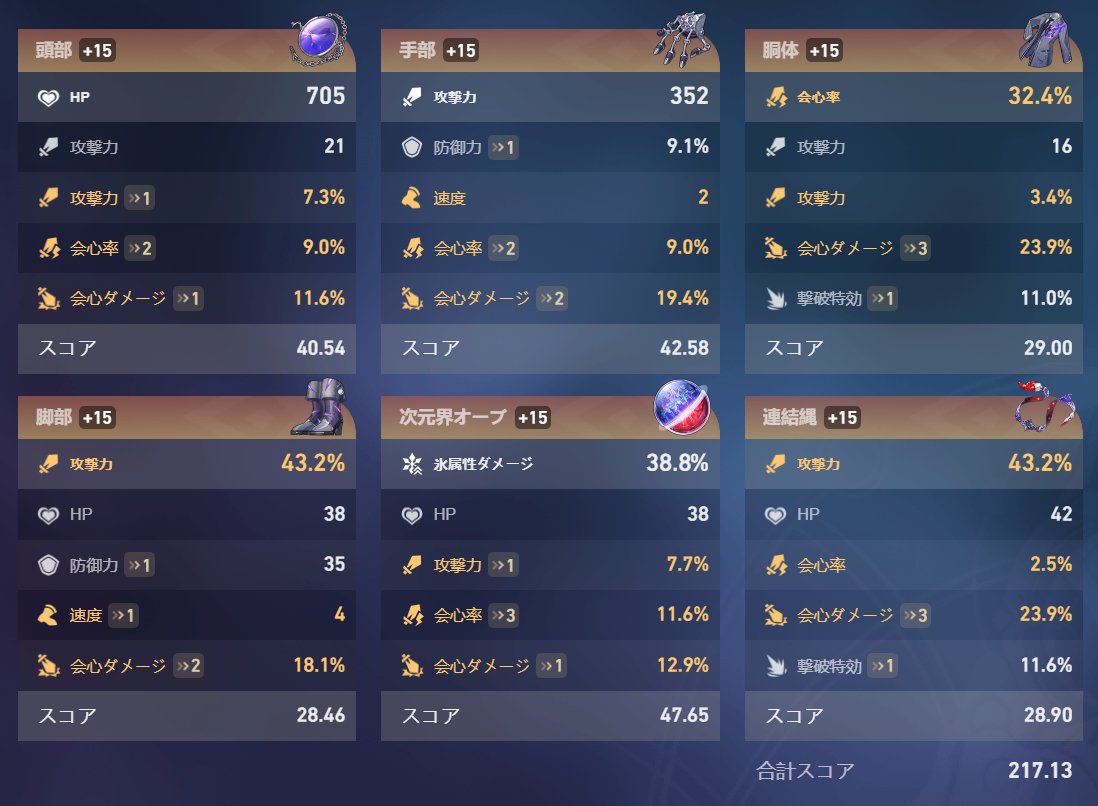 頭部 +15
HP 705
攻撃力 21
攻撃力 >>1 7.3%
会心率 >>2 9.0%
会心ダメージ >>1 11.6%
スコア 40.54
手部 +15
攻撃力 352
防御力 >>1 9.1%
速度 2
会心率 >>2 9.0%
会心ダメージ >>2 19.4%
スコア 42.58
胴体 +15
会心率 32.4%
攻撃力 16
攻撃力 3.4%
会心ダメージ >>3 23.9%
撃破特効 >>1 11.0%
スコア 29.00
脚部 +15
攻撃力 43.2%
HP 38
防御力 >>1 35
速度 >>1 4
会心ダメージ >>2 18.1%
スコア 28.46
次元界オーブ +15
氷属性ダメージ 38.8%
HP 38
攻撃力 >>1 7.7%
会心率 >>3 11.6%
会心ダメージ >>1 12.9%
スコア 47.65
連結縄 +15
攻撃力 43.2%
HP 42
会心率 2.5%
会心ダメージ >>3 23.9%
撃破特効 >>1 11.6%
スコア 28.90
合計スコア 217.13